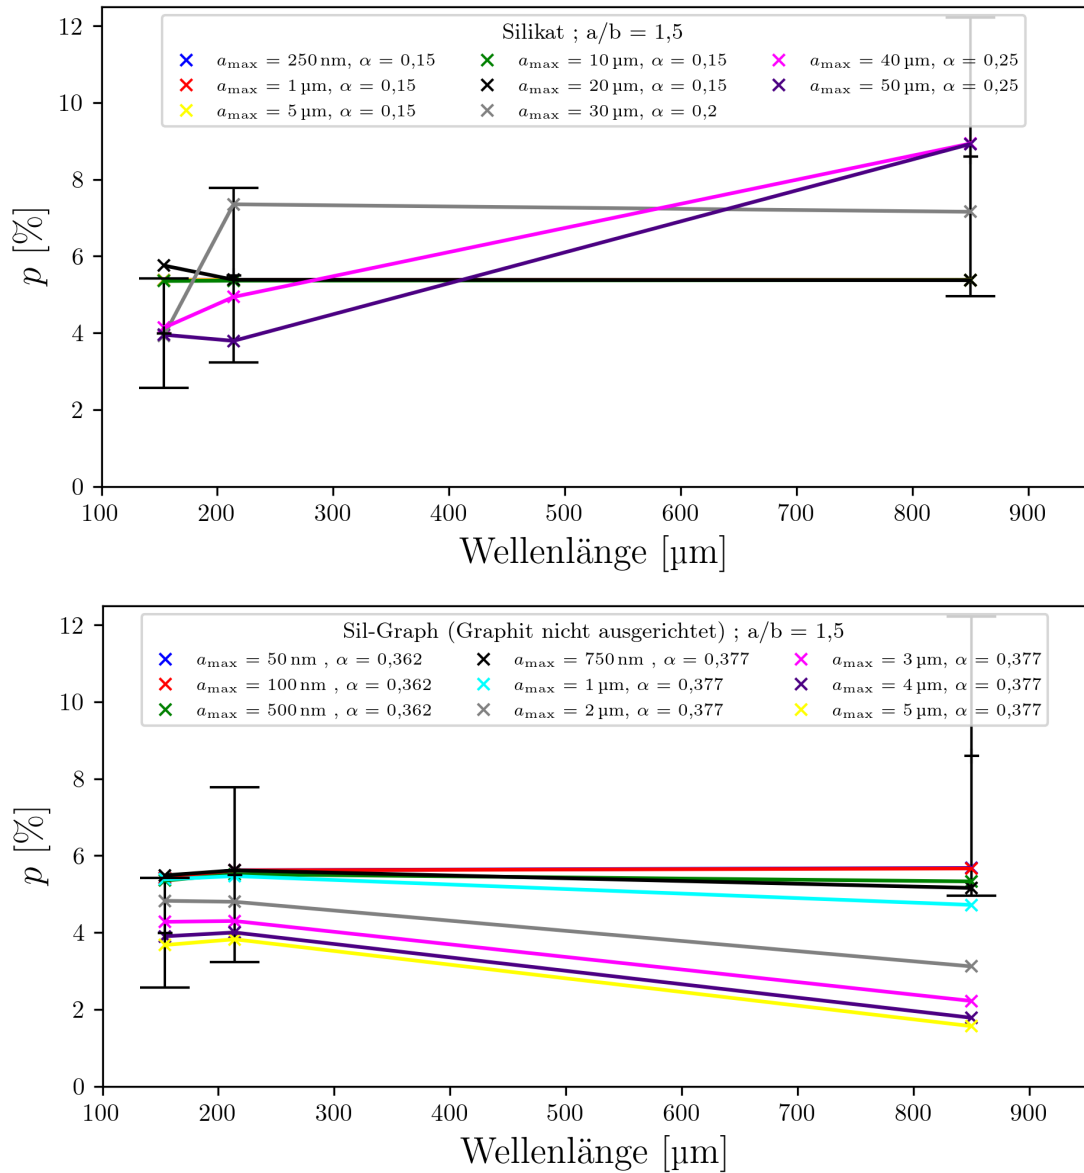 Silikat ; a/b = 1,5
a_max = 250 nm, α = 0,15 a_max = 10 µm, α = 0,15 a_max = 40 µm, α = 0,25
a_max = 1 µm, α = 0,15 a_max = 20 µm, α = 0,15 a_max = 50 µm, α = 0,25
a_max = 5 µm, α = 0,15 a_max = 30 µm, α = 0,2
12
10
8
6
4
2
0
p [%]
100 200 300 400 500 600 700 800 900
Wellenlänge [µm]
Sil-Graph (Graphit nicht ausgerichtet) ; a/b = 1,5
a_max = 50 nm , α = 0,362 a_max = 750 nm , α = 0,377 a_max = 3 µm, α = 0,377
a_max = 100 nm , α = 0,362 a_max = 1 µm, α = 0,377 a_max = 4 µm, α = 0,377
a_max = 500 nm , α = 0,362 a_max = 2 µm, α = 0,377 a_max = 5 µm, α = 0,377
12
10
8
6
4
2
0
p [%]
100 200 300 400 500 600 700 800 900
Wellenlänge [µm]